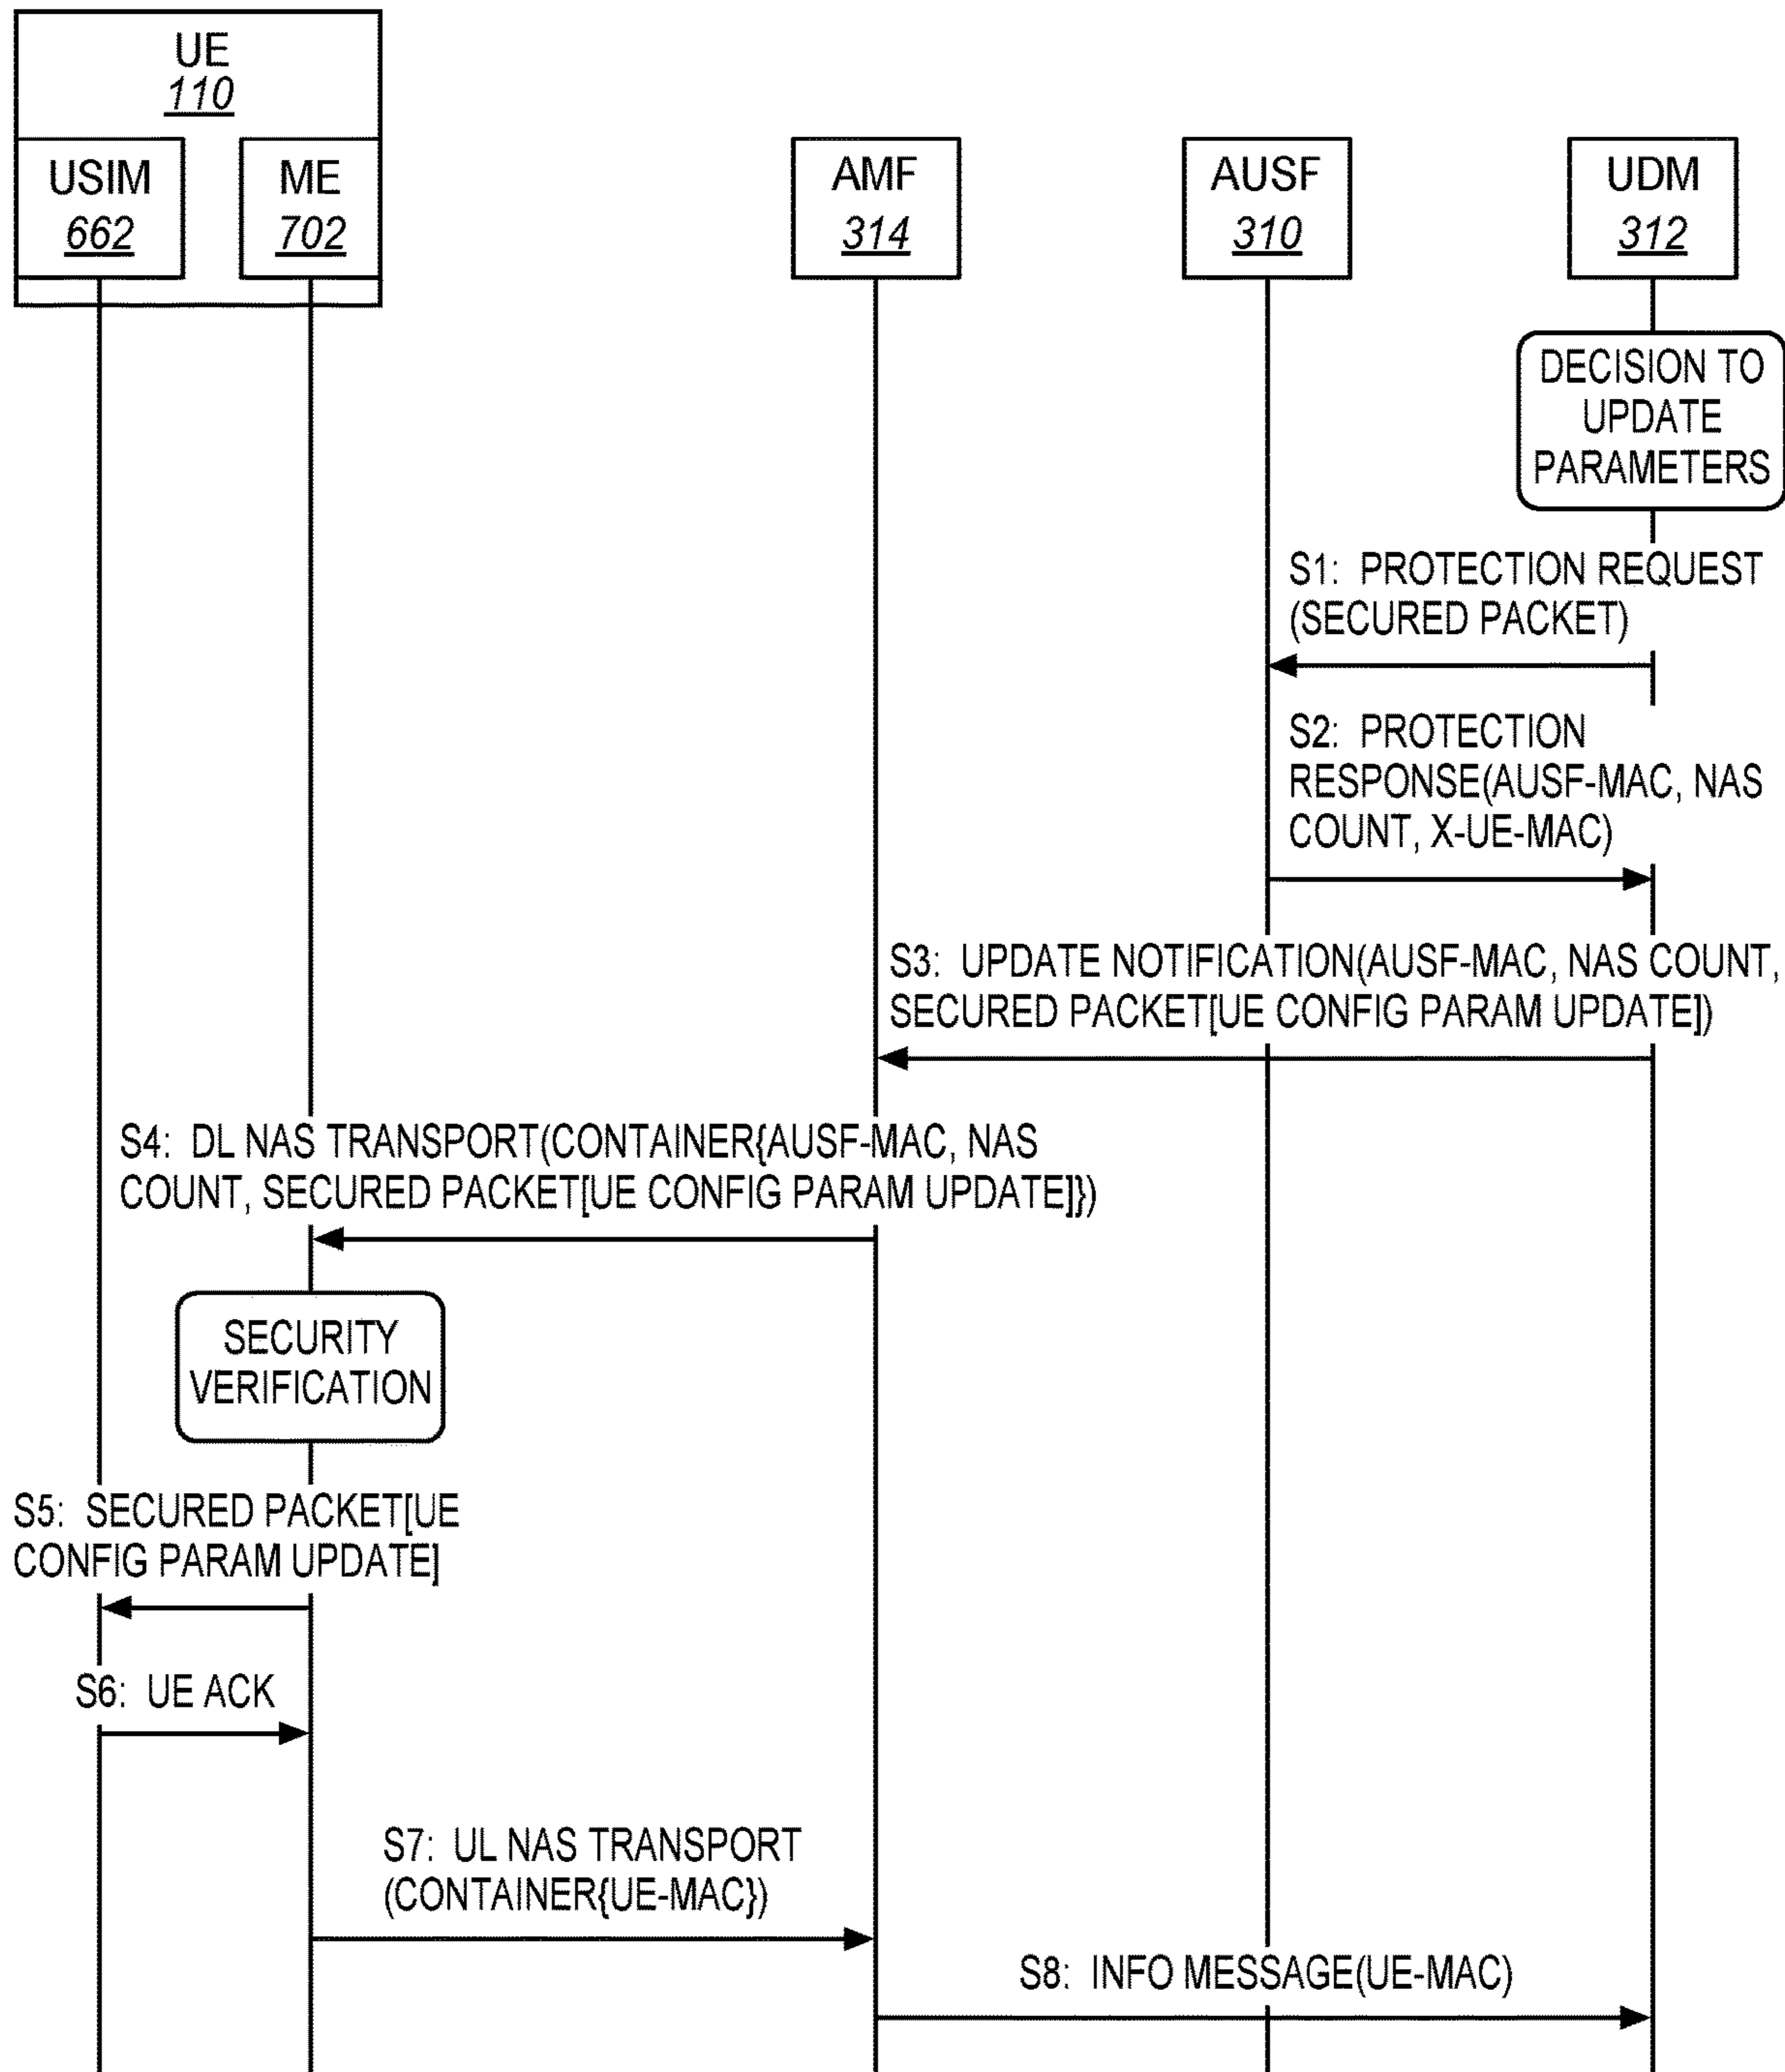 UE
110
USIM
662
ME
702
AMF
314
AUSF
310
UDM
312
DECISION TO
UPDATE
PARAMETERS
S1: PROTECTION REQUEST
(SECURED PACKET)
S2: PROTECTION
RESPONSE(AUSF-MAC, NAS
COUNT, X-UE-MAC)
S3: UPDATE NOTIFICATION(AUSF-MAC, NAS COUNT,
SECURED PACKET[UE CONFIG PARAM UPDATE])
S4: DL NAS TRANSPORT(CONTAINER{AUSF-MAC, NAS
COUNT, SECURED PACKET[UE CONFIG PARAM UPDATE]})
SECURITY
VERIFICATION
S5: SECURED PACKET[UE
CONFIG PARAM UPDATE]
S6: UE ACK
S7: UL NAS TRANSPORT
(CONTAINER{UE-MAC})
S8: INFO MESSAGE(UE-MAC)